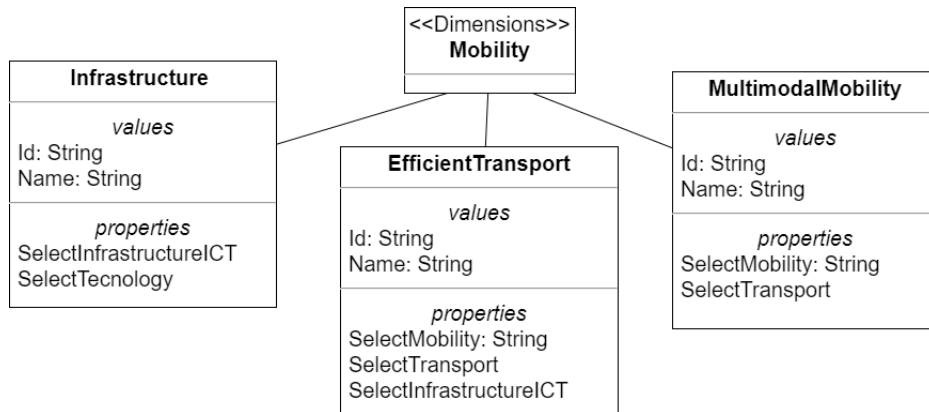 <<Dimensions>>
Mobility
Infrastructure
values
Id: String
Name: String
properties
SelectInfrastructureICT
SelectTecnology
EfficientTransport
values
Id: String
Name: String
properties
SelectMobility: String
SelectTransport
SelectInfrastructureICT
MultimodalMobility
values
Id: String
Name: String
properties
SelectMobility: String
SelectTransport